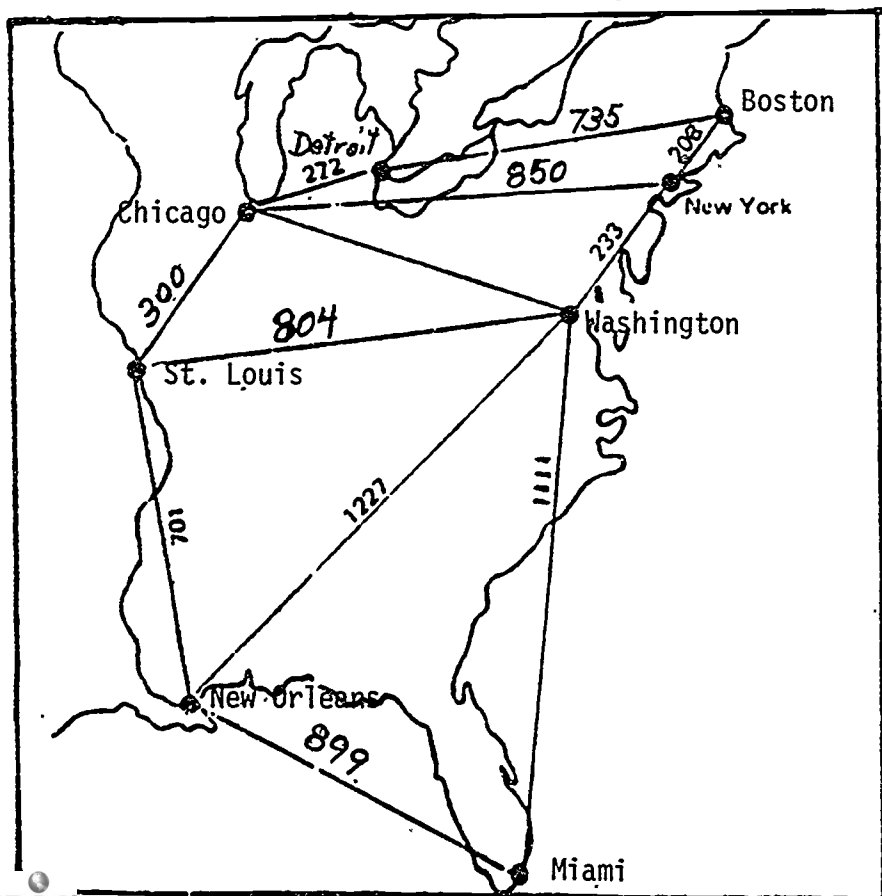 Boston
735
208
Detroit
272
850
New York
Chicago
233
300
804
Washington
St. Louis
1227
1111
701
New Orleans
899
Miami